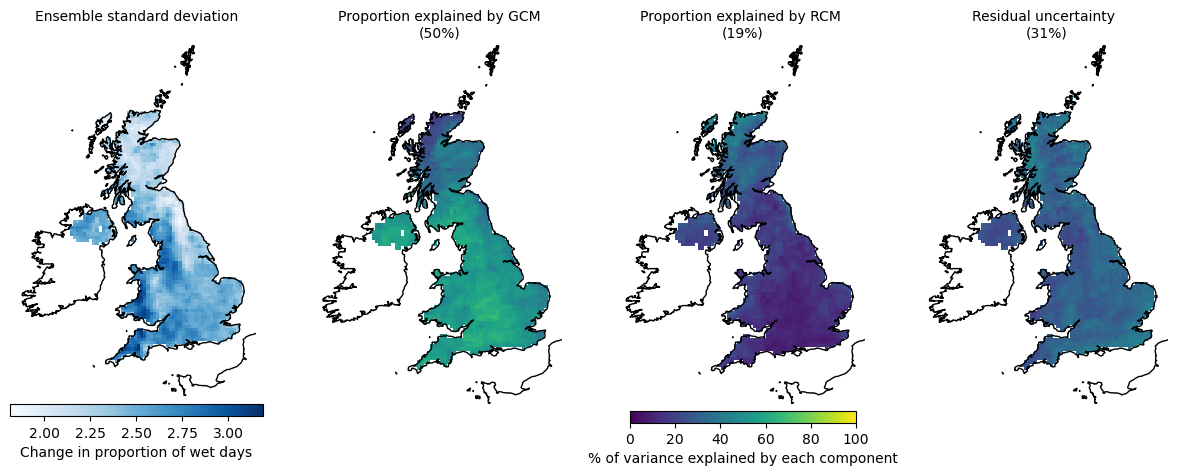 Ensemble standard deviation
Proportion explained by GCM
(50%)
Proportion explained by RCM
(19%)
Residual uncertainty
(31%)
2.00 2.25 2.50 2.75 3.00
Change in proportion of wet days
0 20 40 60 80 100
% of variance explained by each component